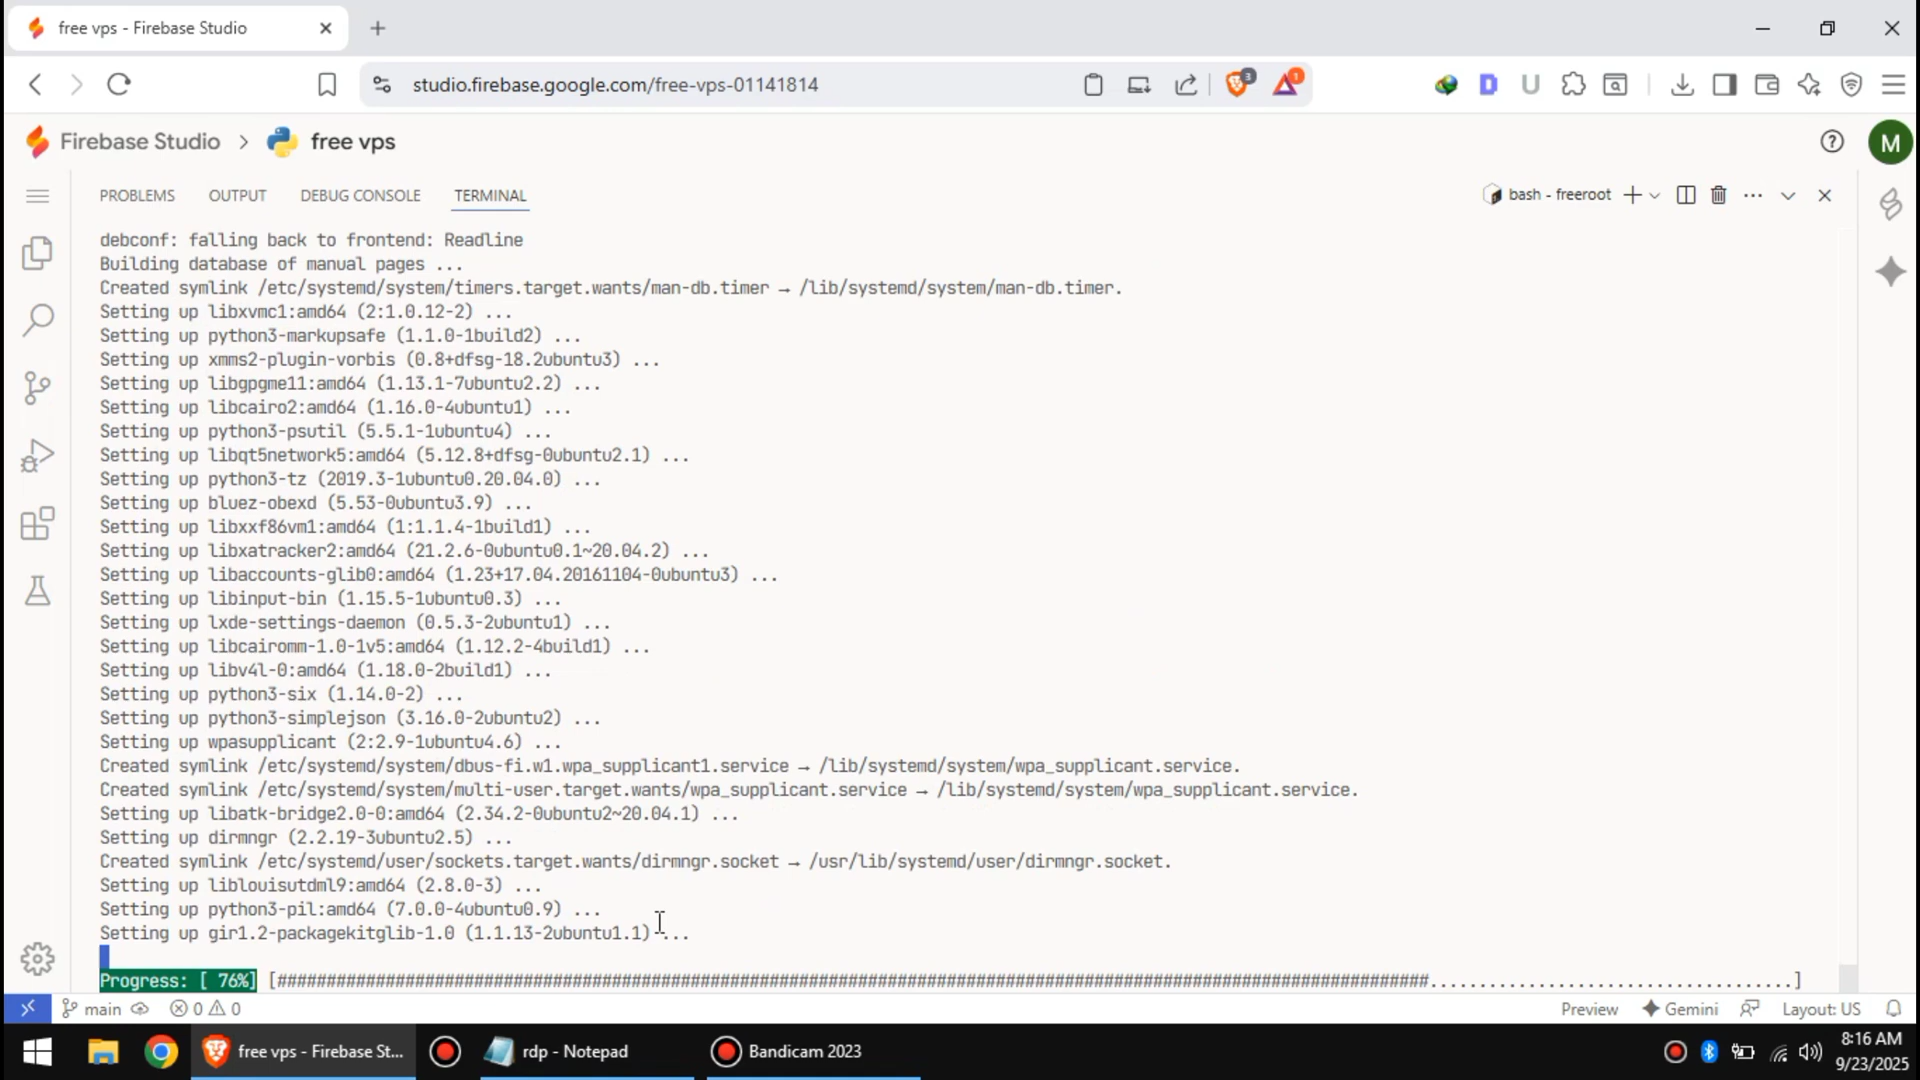 free vps - Firebase Studio
studio.firebase.google.com/free-vps-01141814
3
1
D
U
Firebase Studio > free vps
M
PROBLEMS OUTPUT DEBUG CONSOLE TERMINAL
bash - freeroot
debconf: falling back to frontend: Readline
Building database of manual pages ...
Created symlink /etc/systemd/system/timers.target.wants/man-db.timer → /lib/systemd/system/man-db.timer.
Setting up libxvmc1:amd64 (2:1.0.12-2) ...
Setting up python3-markupsafe (1.1.0-1build2) ...
Setting up xmms2-plugin-vorbis (0.8+dfsg-18.2ubuntu3) ...
Setting up libgpgme11:amd64 (1.13.1-7ubuntu2.2) ...
Setting up libcairo2:amd64 (1.16.0-4ubuntu1) ...
Setting up python3-psutil (5.5.1-1ubuntu4) ...
Setting up libqt5network5:amd64 (5.12.8+dfsg-0ubuntu2.1) ...
Setting up python3-tz (2019.3-1ubuntu0.20.04.0) ...
Setting up bluez-obexd (5.53-0ubuntu3.9) ...
Setting up libxxf86vm1:amd64 (1:1.1.4-1build1) ...
Setting up libxatracker2:amd64 (21.2.6-0ubuntu0.1~20.04.2) ...
Setting up libaccounts-glib0:amd64 (1.23+17.04.20161104-0ubuntu3) ...
Setting up libinput-bin (1.15.5-1ubuntu0.3) ...
Setting up lxde-settings-daemon (0.5.3-2ubuntu1) ...
Setting up libcairomm-1.0-1v5:amd64 (1.12.2-4build1) ...
Setting up libv4l-0:amd64 (1.18.0-2build1) ...
Setting up python3-six (1.14.0-2) ...
Setting up python3-simplejson (3.16.0-2ubuntu2) ...
Setting up wpasupplicant (2:2.9-1ubuntu4.6) ...
Created symlink /etc/systemd/system/dbus-fi.w1.wpa_supplicant1.service → /lib/systemd/system/wpa_supplicant.service.
Created symlink /etc/systemd/system/multi-user.target.wants/wpa_supplicant.service → /lib/systemd/system/wpa_supplicant.service.
Setting up libatk-bridge2.0-0:amd64 (2.34.2-0ubuntu2~20.04.1) ...
Setting up dirmngr (2.2.19-3ubuntu2.5) ...
Created symlink /etc/systemd/user/sockets.target.wants/dirmngr.socket → /usr/lib/systemd/user/dirmngr.socket.
Setting up liblouisutdml9:amd64 (2.8.0-3) ...
Setting up python3-pil:amd64 (7.0.0-4ubuntu0.9) ...
Setting up gir1.2-packagekitglib-1.0 (1.1.13-2ubuntu1.1) ...
Progress: [ 76%] [#####################################################################################################################.....................................]
main 0 0 Preview Gemini Layout: US
free vps - Firebase St... rdp - Notepad Bandicam 2023
8:16 AM
9/23/2025